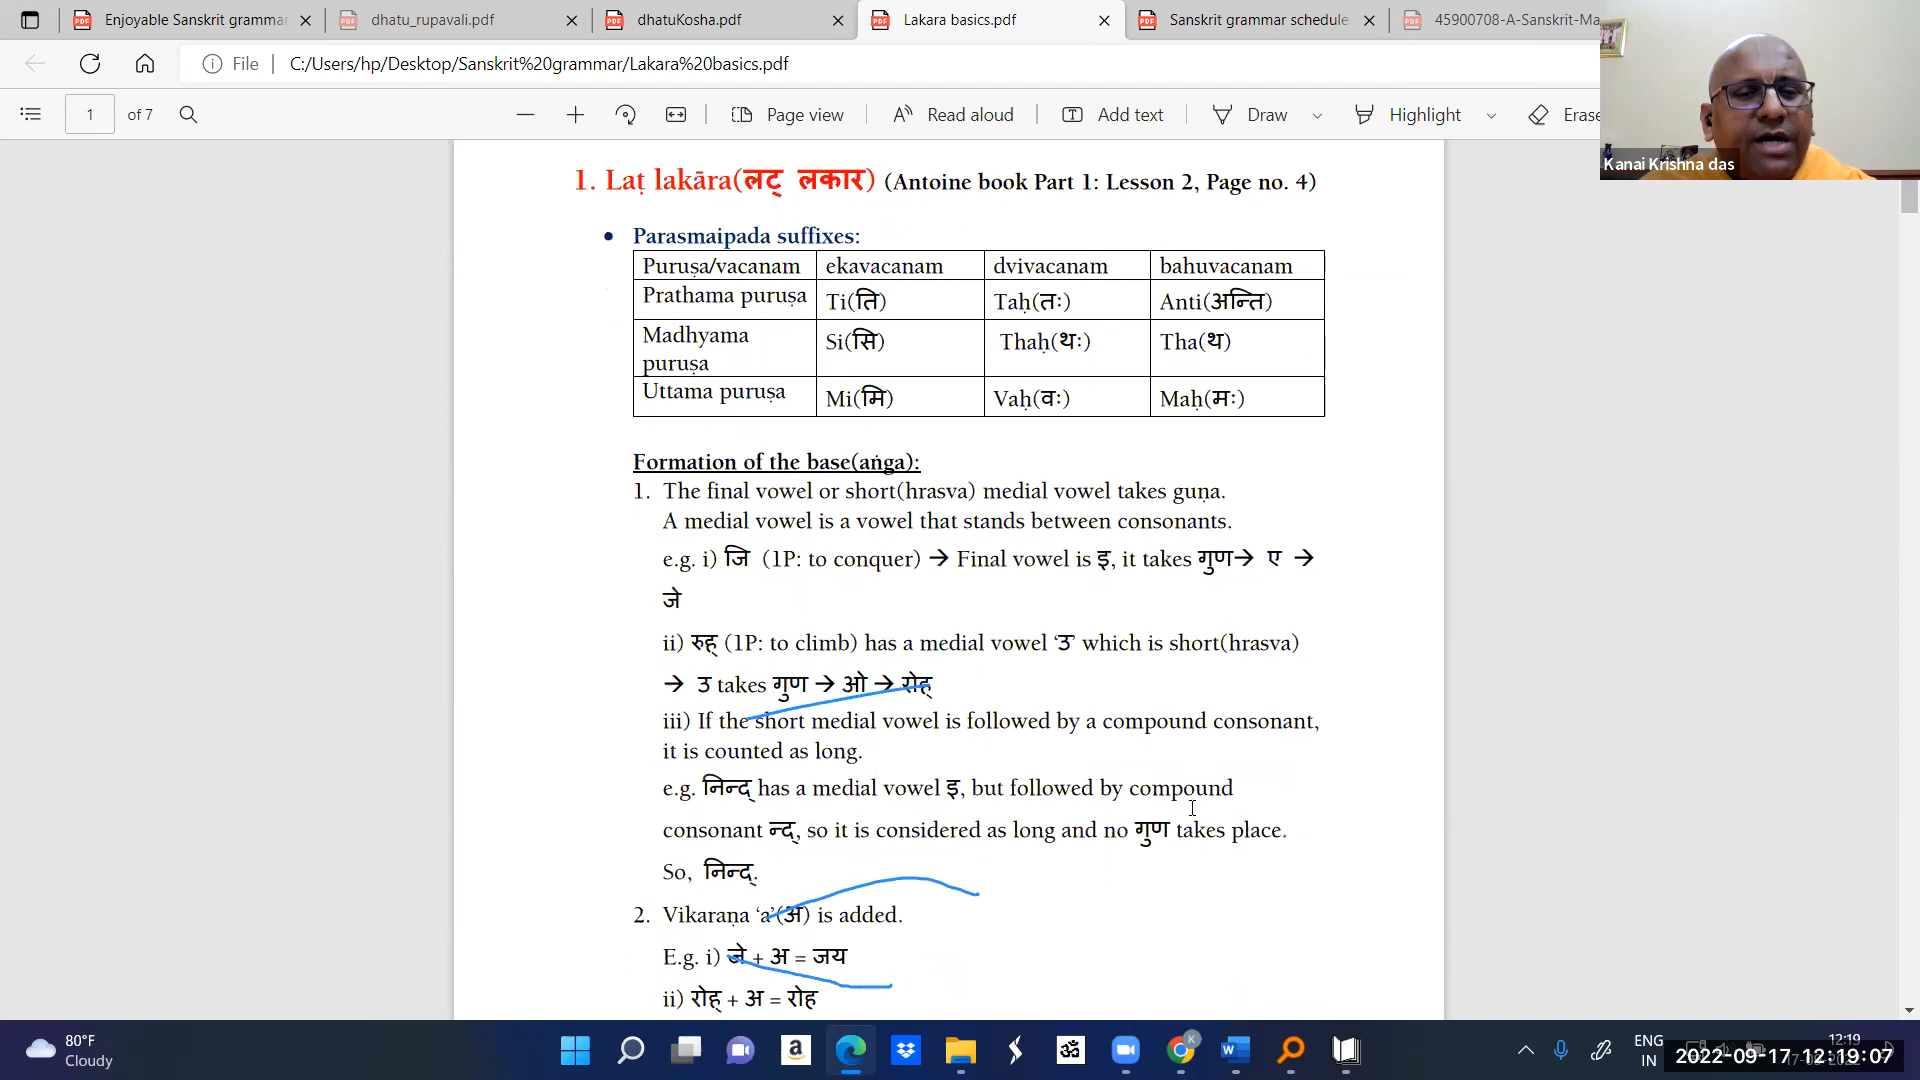 Enjoyable Sanskrit grammar
dhatu_rupavali.pdf
dhatuKosha.pdf
Lakara basics.pdf
Sanskrit grammar schedule
45900708-A-Sanskrit-Ma
File
C:/Users/hp/Desktop/Sanskrit%20grammar/Lakara%20basics.pdf
1 of 7
Page view
Read aloud
Add text
Draw
Highlight
Erase
Kanai Krishna das
1. Laṭ lakāra(लट् लकार) (Antoine book Part 1: Lesson 2, Page no. 4)
• Parasmaipada suffixes:
Puruṣa/vacanam ekavacanam dvivacanam bahuvacanam
Prathama puruṣa Ti(ति) Taḥ(तः) Anti(अन्ति)
Madhyama puruṣa Si(सि) Thaḥ(थः) Tha(थ)
Uttama puruṣa Mi(मि) Vaḥ(वः) Maḥ(मः)
Formation of the base(aṅga):
1. The final vowel or short(hrasva) medial vowel takes guṇa.
A medial vowel is a vowel that stands between consonants.
e.g. i) जि (1P: to conquer) → Final vowel is इ, it takes गुण→ ए →
जे
ii) रुह् (1P: to climb) has a medial vowel ‘उ’ which is short(hrasva)
→ उ takes गुण → ओ → रोह्
iii) If the short medial vowel is followed by a compound consonant,
it is counted as long.
e.g. निन्द् has a medial vowel इ, but followed by compound
consonant न्द्, so it is considered as long and no गुण takes place.
So, निन्द्.
2. Vikaraṇa ‘a’(अ) is added.
E.g. i) जे + अ = जय
ii) रोह् + अ = रोह
80°F
Cloudy
ENG
IN
12:19
2022-09-17 12:19:07